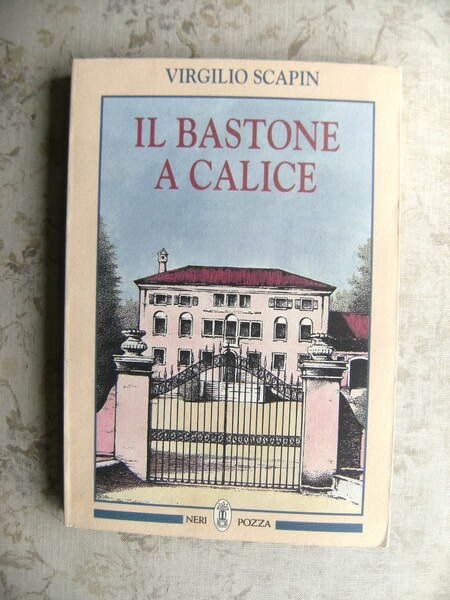 VIRGILIO SCAPIN
IL BASTONE
A CALICE
NERI POZZA